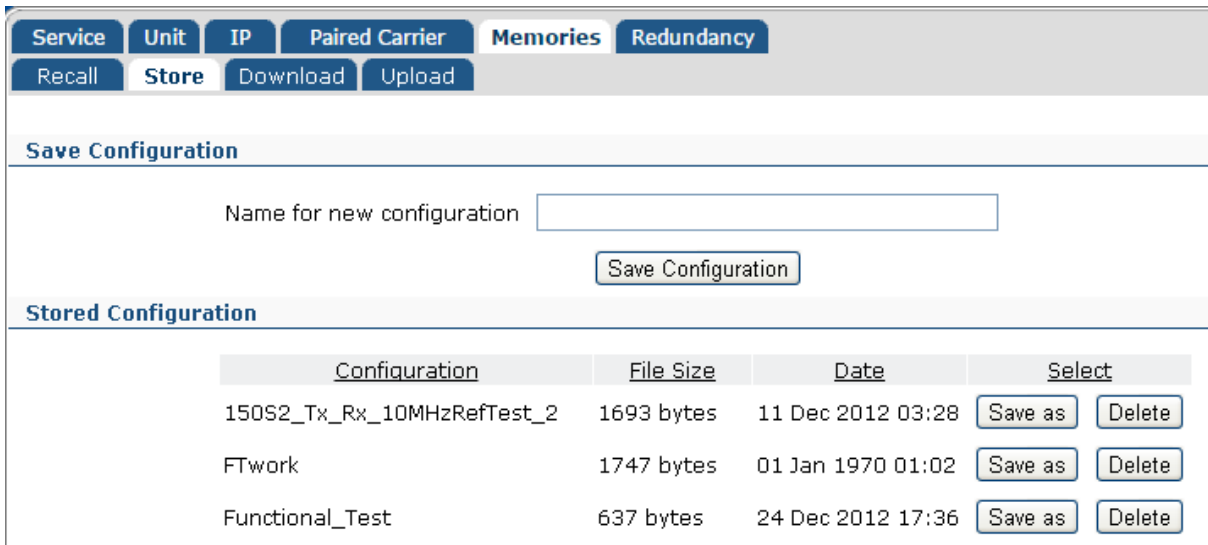 Service Unit IP Paired Carrier Memories Redundancy
Recall Store Download Upload
Save Configuration
Name for new configuration
Save Configuration
Stored Configuration
Configuration File Size Date Select
150S2_Tx_Rx_10MHzRefTest_2 1693 bytes 11 Dec 2012 03:28 Save as Delete
FTwork 1747 bytes 01 Jan 1970 01:02 Save as Delete
Functional_Test 637 bytes 24 Dec 2012 17:36 Save as Delete